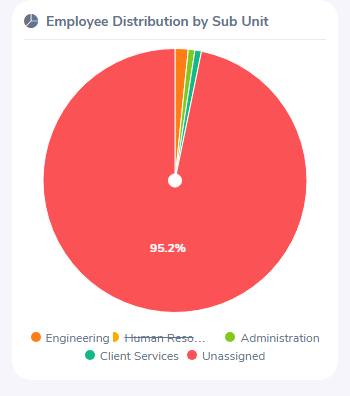 Employee Distribution by Sub Unit
95.2%
Engineering Human Reso... Administration
Client Services Unassigned